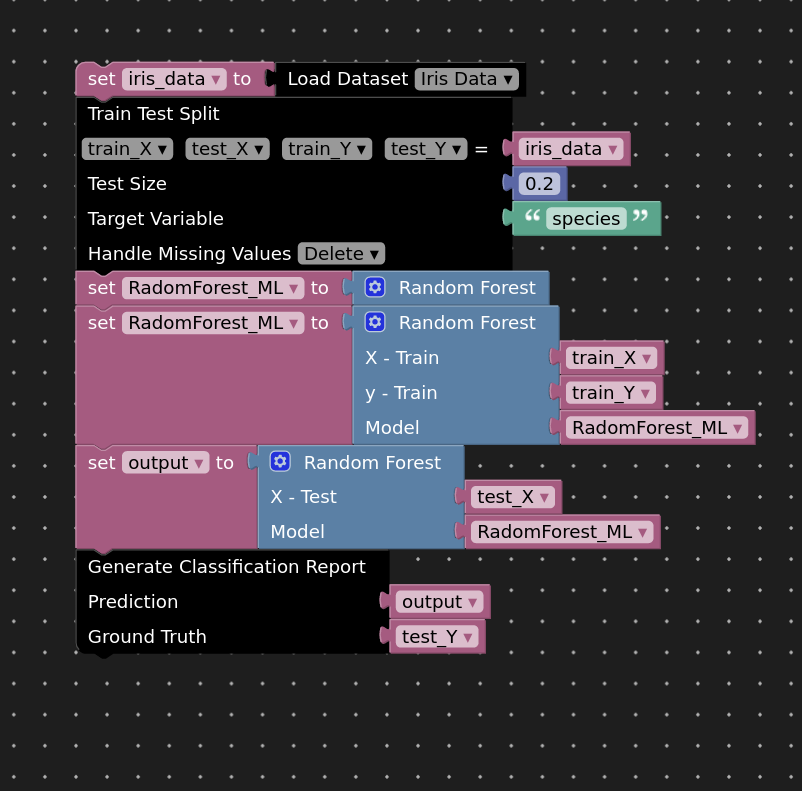 set iris_data ▾ to Load Dataset Iris Data ▾
Train Test Split
train_X ▾ test_X ▾ train_Y ▾ test_Y ▾ = iris_data ▾
Test Size 0.2
Target Variable “ species ”
Handle Missing Values Delete ▾
set RadomForest_ML ▾ to Random Forest
set RadomForest_ML ▾ to Random Forest
X - Train train_X ▾
y - Train train_Y ▾
Model RadomForest_ML ▾
set output ▾ to Random Forest
X - Test test_X ▾
Model RadomForest_ML ▾
Generate Classification Report
Prediction output ▾
Ground Truth test_Y ▾